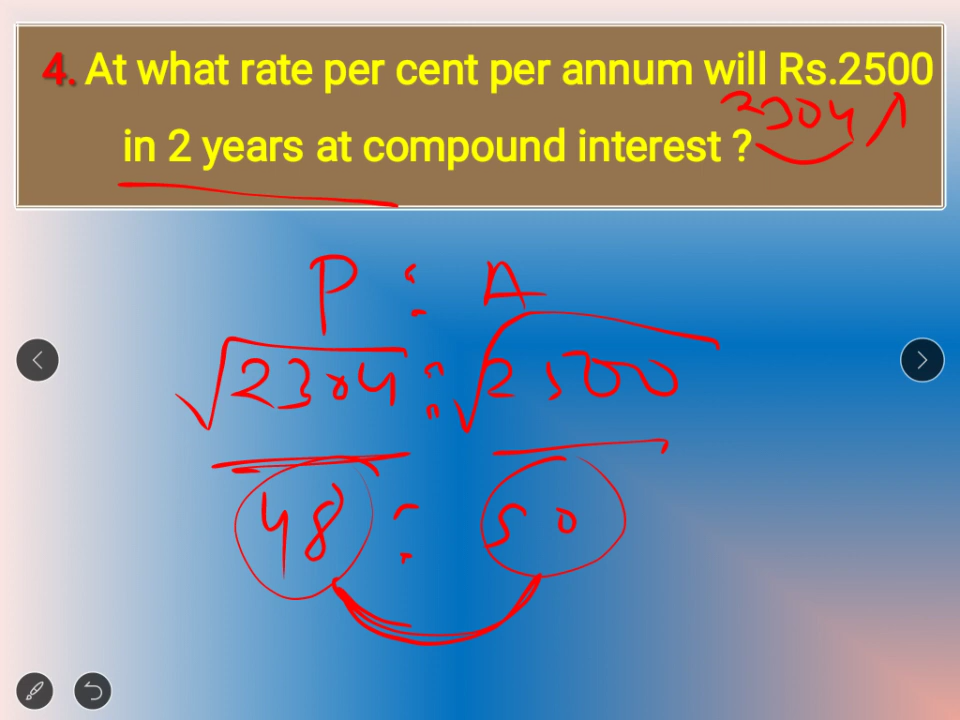 4. At what rate per cent per annum will Rs.2500
2304
in 2 years at compound interest ?
P : A
√2304 : √2500
48 : 50